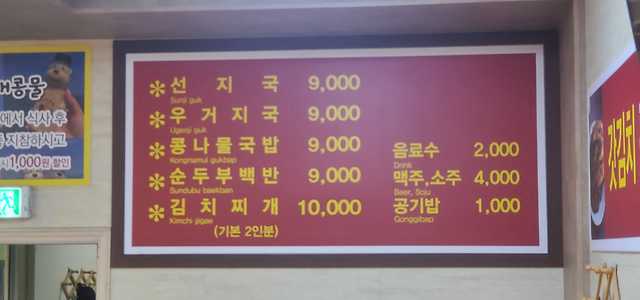 콩물
에서 식사 후
지참하시고
1,000원 할인
*선지국 9,000
Sunji guk
*우거지국 9,000
Ugeoji guk
*콩나물국밥 9,000
Kongnamul gukbap
*순두부백반 9,000
Sundubu baekban
*김치찌개 10,000
Kimchi jjigae
(기본 2인분)
음료수 2,000
Drink
맥주,소주 4,000
Beer, Soju
공기밥 1,000
Gonggibap
갓김치